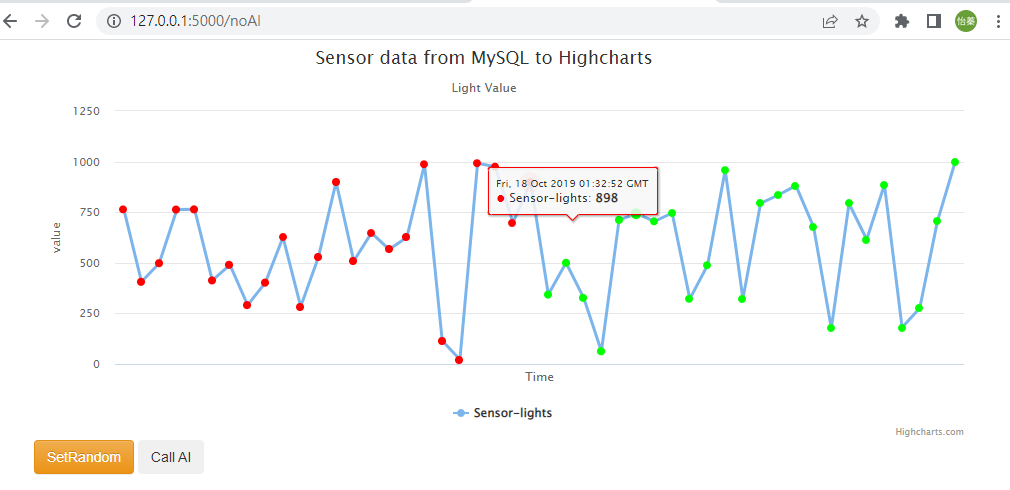 127.0.0.1:5000/noAI
怡蓁
Sensor data from MySQL to Highcharts
Light Value
1250
1000
750
500
250
0
value
Fri, 18 Oct 2019 01:32:52 GMT
Sensor-lights: 898
Time
Sensor-lights
Highcharts.com
SetRandom
Call AI